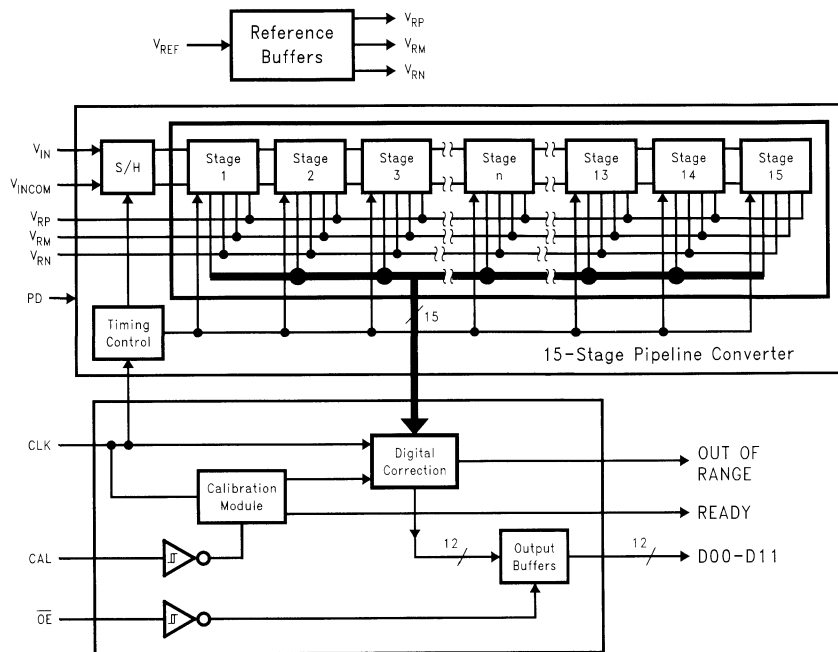 V_REF
Reference
Buffers
V_RP
V_RM
V_RN
V_IN
V_INCOM
V_RP
V_RM
V_RN
PD
S/H
Stage
1
Stage
2
Stage
3
Stage
n
Stage
13
Stage
14
Stage
15
Timing
Control
15
15-Stage Pipeline Converter
CLK
Digital
Correction
OUT OF
RANGE
Calibration
Module
READY
CAL
12
Output
Buffers
12
D00-D11
O̅E̅